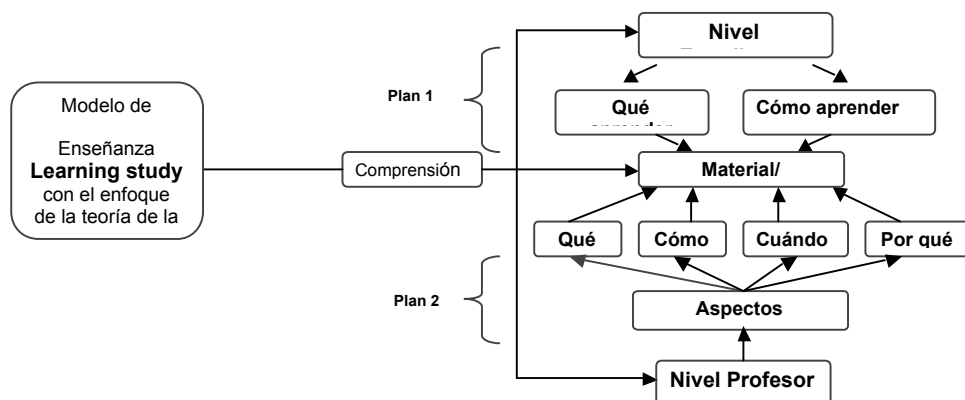 Modelo de
Enseñanza
Learning study
con el enfoque
de la teoría de la
Comprensión
Plan 1
Plan 2
Nivel
Qué
Cómo aprender
Material/
Qué
Cómo
Cuándo
Por qué
Aspectos
Nivel Profesor